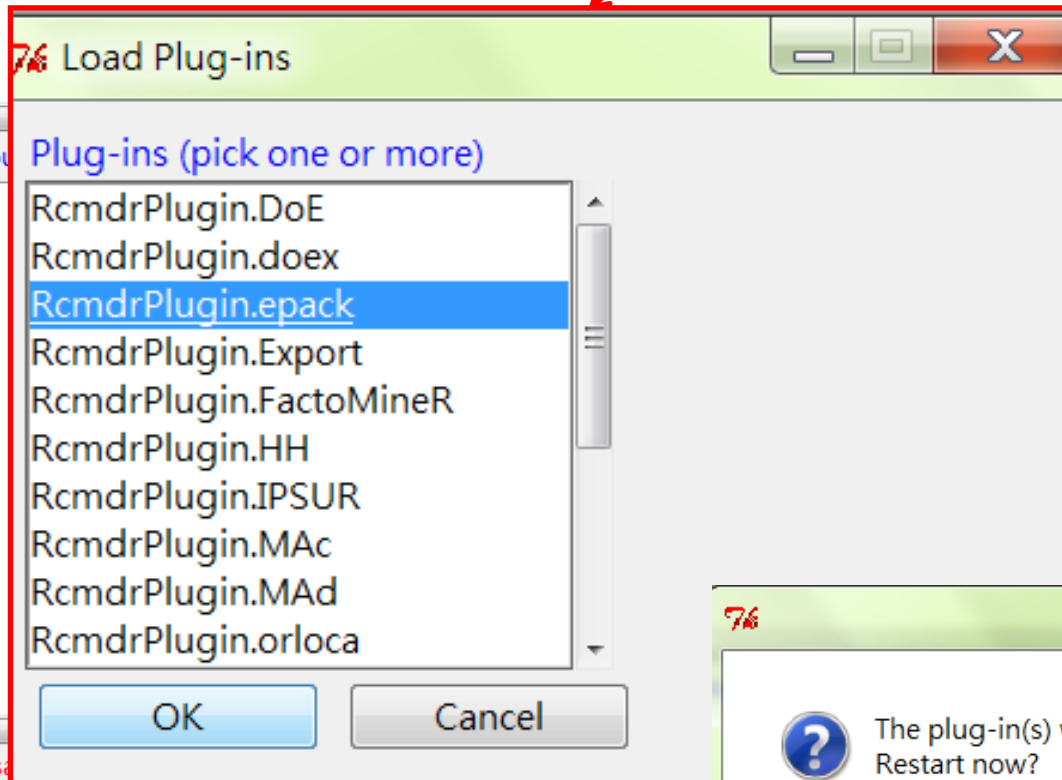 Load Plug-ins
Plug-ins (pick one or more)
RcmdrPlugin.DoE
RcmdrPlugin.doex
RcmdrPlugin.epack
RcmdrPlugin.Export
RcmdrPlugin.FactoMineR
RcmdrPlugin.HH
RcmdrPlugin.IPSUR
RcmdrPlugin.MAc
RcmdrPlugin.MAd
RcmdrPlugin.orloca
OK
Cancel
The plug-in(s)
Restart now?